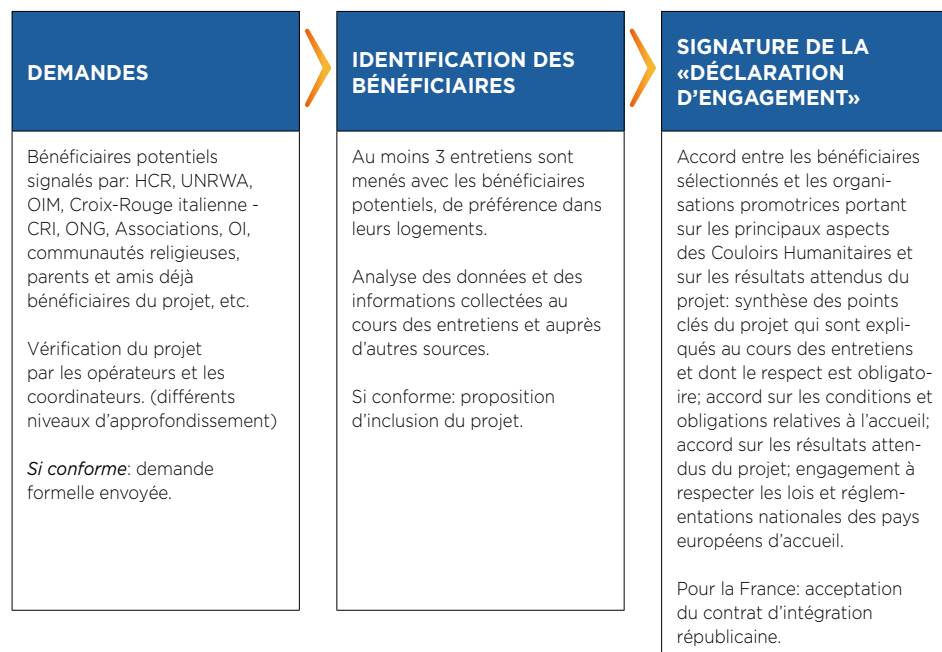 DEMANDES
Bénéficiaires potentiels
signalés par: HCR, UNRWA,
OIM, Croix-Rouge italienne -
CRI, ONG, Associations, OI,
communautés religieuses,
parents et amis déjà
bénéficiaires du projet, etc.
Vérification du projet
par les opérateurs et les
coordinateurs. (différents
niveaux d’approfondissement)
Si conforme: demande
formelle envoyée.
IDENTIFICATION DES
BÉNÉFICIAIRES
Au moins 3 entretiens sont
menés avec les bénéficiaires
potentiels, de préférence dans
leurs logements.
Analyse des données et des
informations collectées au
cours des entretiens et auprès
d’autres sources.
Si conforme: proposition
d’inclusion du projet.
SIGNATURE DE LA
«DÉCLARATION
D’ENGAGEMENT»
Accord entre les bénéficiaires
sélectionnés et les organi-
sations promotrices portant
sur les principaux aspects
des Couloirs Humanitaires et
sur les résultats attendus du
projet: synthèse des points
clés du projet qui sont expli-
qués au cours des entretiens
et dont le respect est obligato-
ire; accord sur les conditions et
obligations relatives à l’accueil;
accord sur les résultats atten-
dus du projet; engagement à
respecter les lois et réglem-
entations nationales des pays
européens d’accueil.
Pour la France: acceptation
du contrat d’intégration
républicaine.